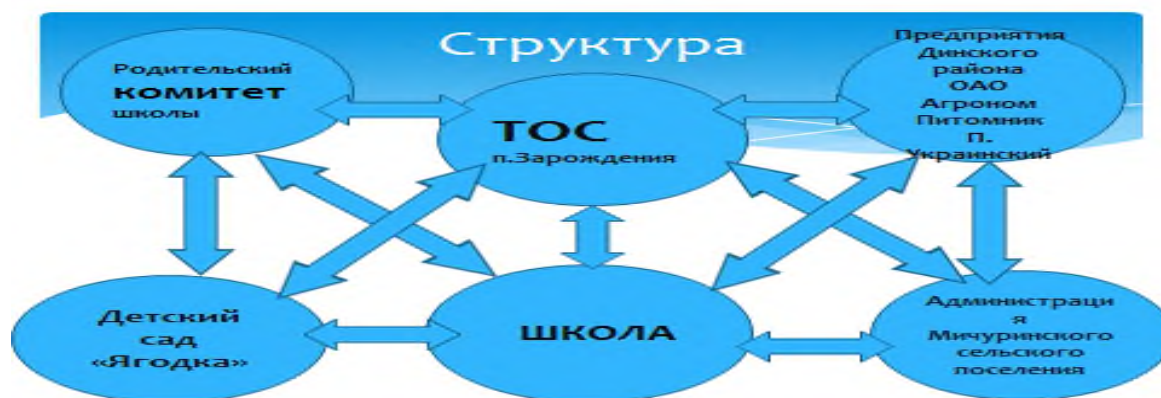 Структура
Родительский
комитет
школы
ТОС
п.Зарождения
Предприятия
Динского
района
ОАО
Агроном
Питомник
П.
Украинский
Детский
сад
«Ягодка»
ШКОЛА
Администраци
я
Мичуринского
сельского
поселения